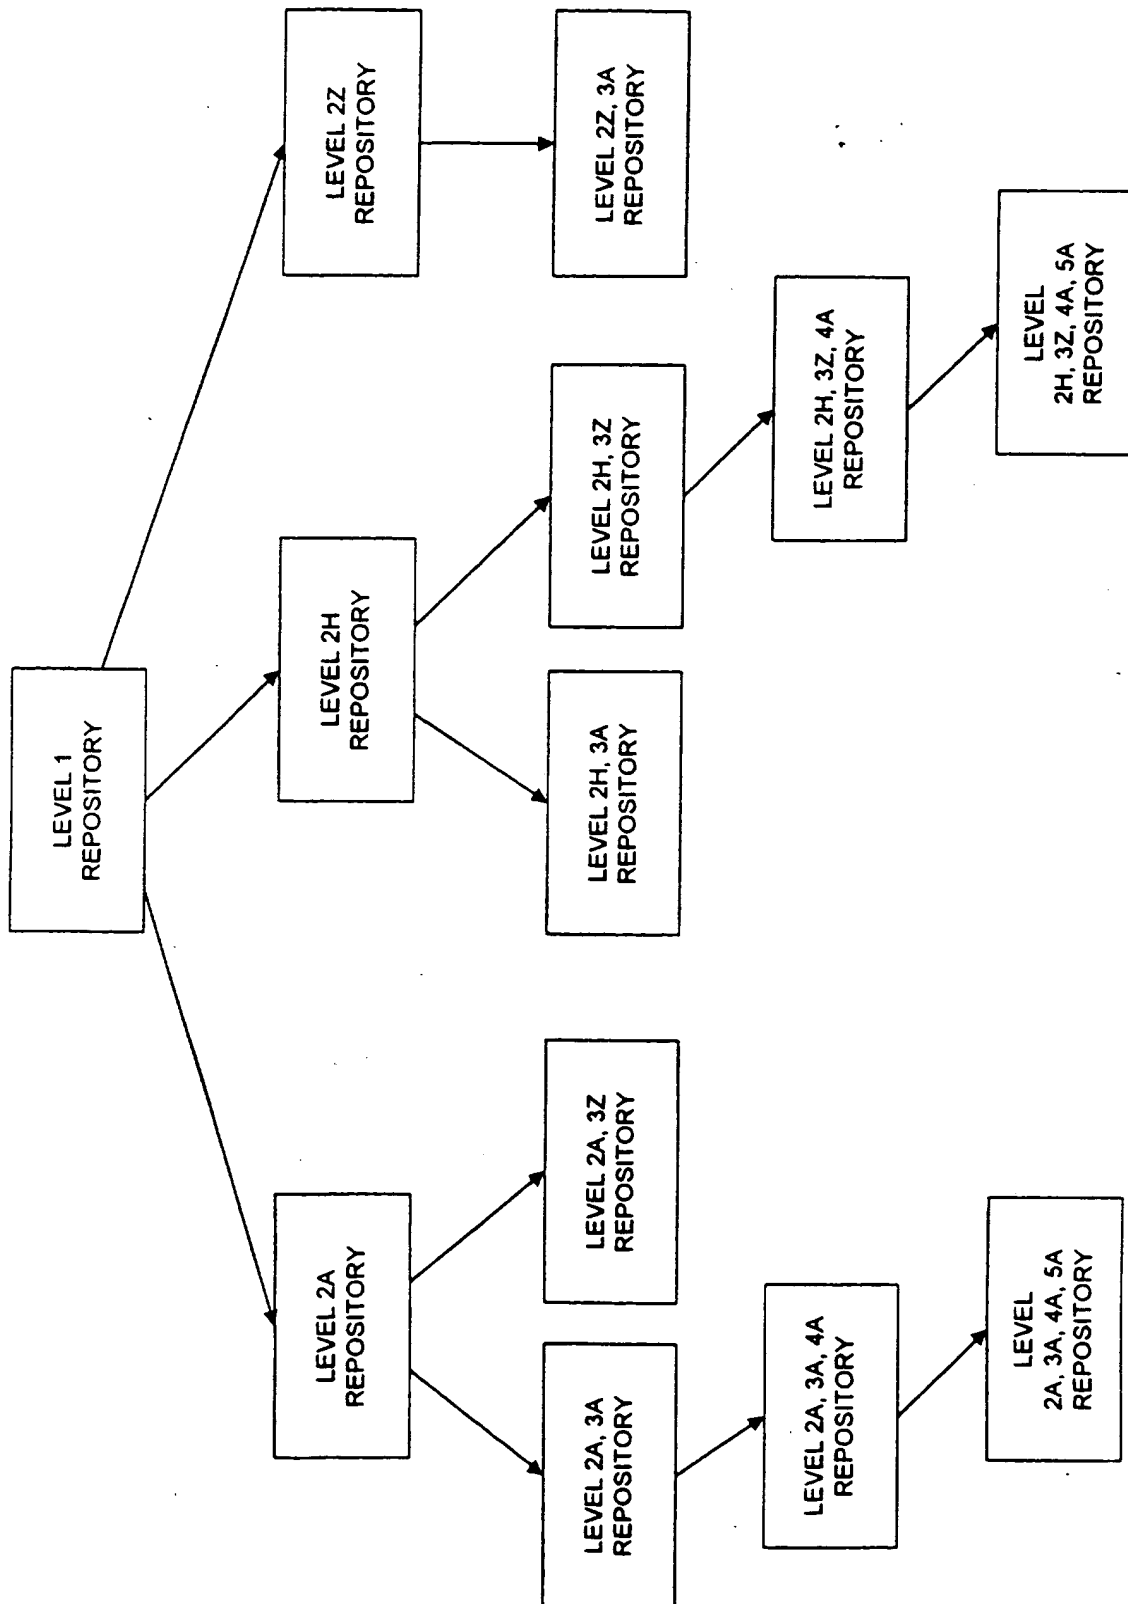 LEVEL 1
REPOSITORY
LEVEL 2A
REPOSITORY
LEVEL 2H
REPOSITORY
LEVEL 2Z
REPOSITORY
LEVEL 2A, 3A
REPOSITORY
LEVEL 2A, 3Z
REPOSITORY
LEVEL 2H, 3A
REPOSITORY
LEVEL 2H, 3Z
REPOSITORY
LEVEL 2Z, 3A
REPOSITORY
LEVEL 2A, 3A, 4A
REPOSITORY
LEVEL 2H, 3Z, 4A
REPOSITORY
LEVEL
2A, 3A, 4A, 5A
REPOSITORY
LEVEL
2H, 3Z, 4A, 5A
REPOSITORY